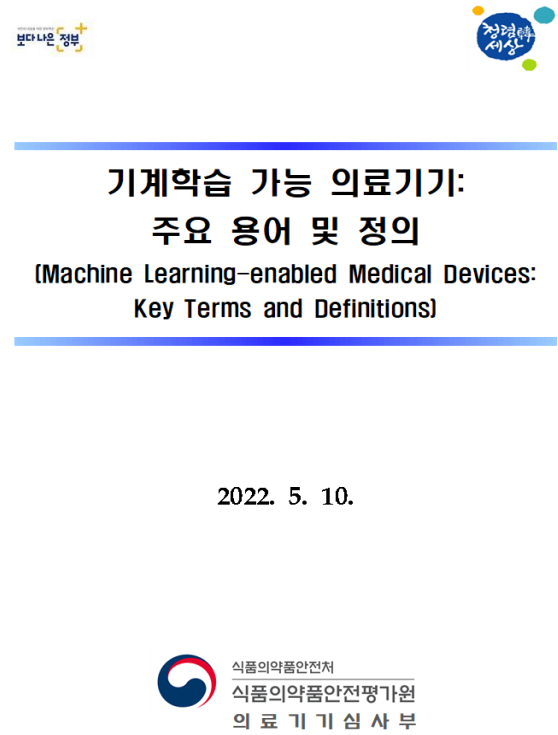 보다나은 정부
청렴韓
세상
기계학습 가능 의료기기:
주요 용어 및 정의
(Machine Learning-enabled Medical Devices:
Key Terms and Definitions)
2022. 5. 10.
식품의약품안전처
식품의약품안전평가원
의료기기심사부